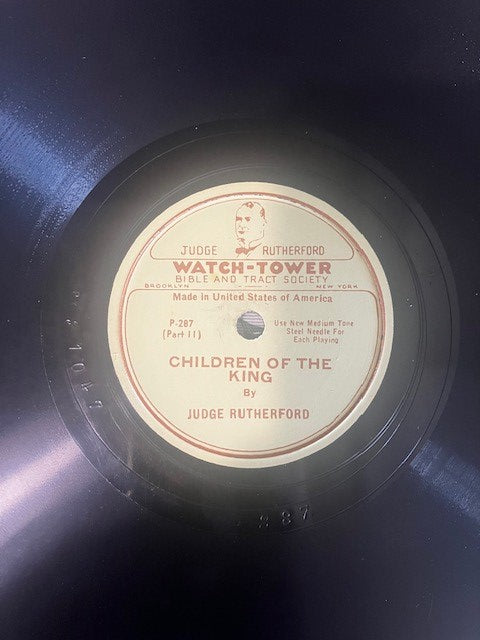 JUDGE RUTHERFORD
WATCH-TOWER
BIBLE AND TRACT SOCIETY
BROOKLYN NEW YORK
Made in United States of America
P-287
(Part II)
Use New Medium Tone
Steel Needle For
Each Playing
CHILDREN OF THE
KING
By
JUDGE RUTHERFORD